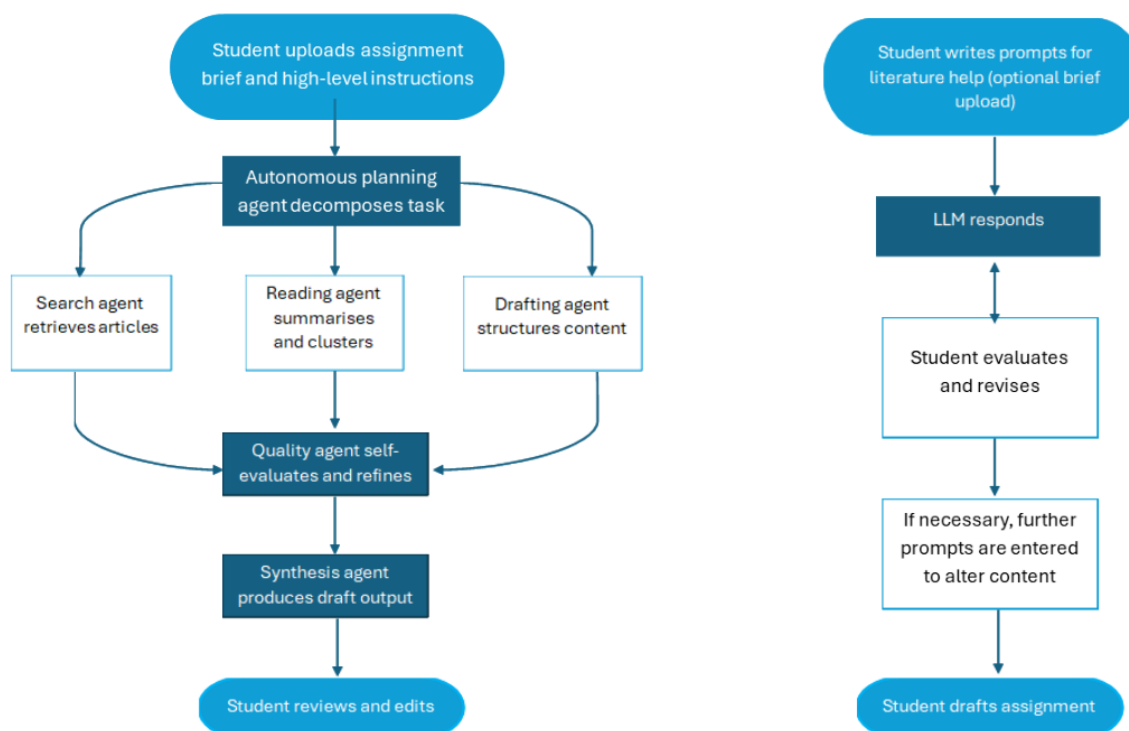 Student uploads assignment
brief and high-level instructions
Autonomous planning
agent decomposes task
Search agent
retrieves articles
Reading agent
summarises
and clusters
Drafting agent
structures content
Quality agent self-
evaluates and refines
Synthesis agent
produces draft output
Student reviews and edits
Student writes prompts for
literature help (optional brief
upload)
LLM responds
Student evaluates
and revises
If necessary, further
prompts are entered
to alter content
Student drafts assignment